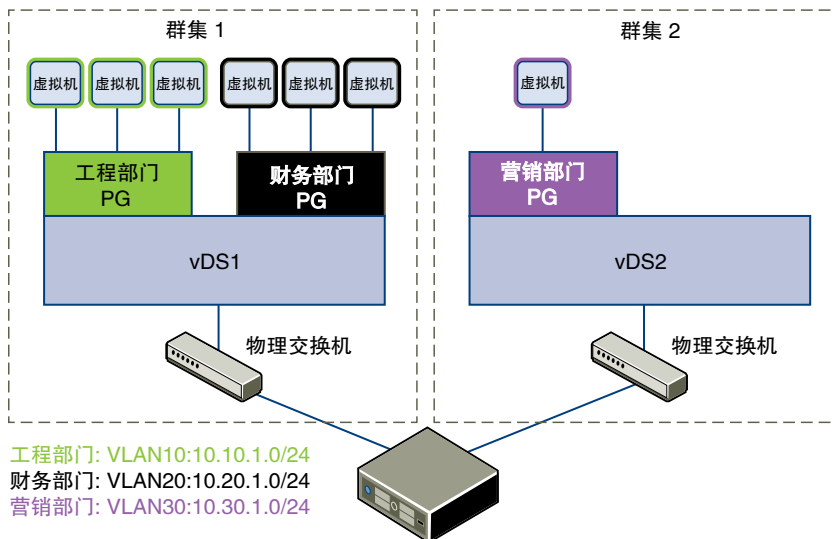 群集 1
群集 2
虚拟机
虚拟机
虚拟机
虚拟机
虚拟机
虚拟机
虚拟机
工程部门
PG
财务部门
PG
营销部门
PG
vDS1
vDS2
物理交换机
物理交换机
工程部门: VLAN10:10.10.1.0/24
财务部门: VLAN20:10.20.1.0/24
营销部门: VLAN30:10.30.1.0/24